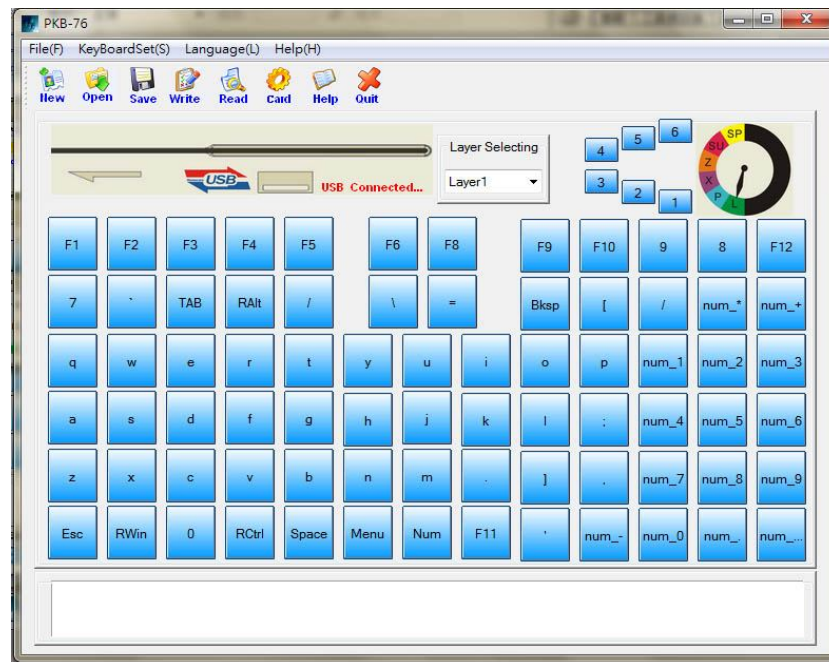 PKB-76
File(F) KeyBoardSet(S) Language(L) Help(H)
New Open Save Write Read Card Help Quit
USB
USB Connected...
Layer Selecting
Layer1
4 5 6
3 2 1
SP
SU
Z
X
P
L
F1 F2 F3 F4 F5 F6 F8 F9 F10 9 8 F12
7 ` TAB RAlt / \ = Bksp [ / num_* num_+
q w e r t y u i o p num_1 num_2 num_3
a s d f g h j k l ; num_4 num_5 num_6
z x c v b n m . ] , num_7 num_8 num_9
Esc RWin 0 RCtrl Space Menu Num F11 ' num_- num_0 num_. num_...